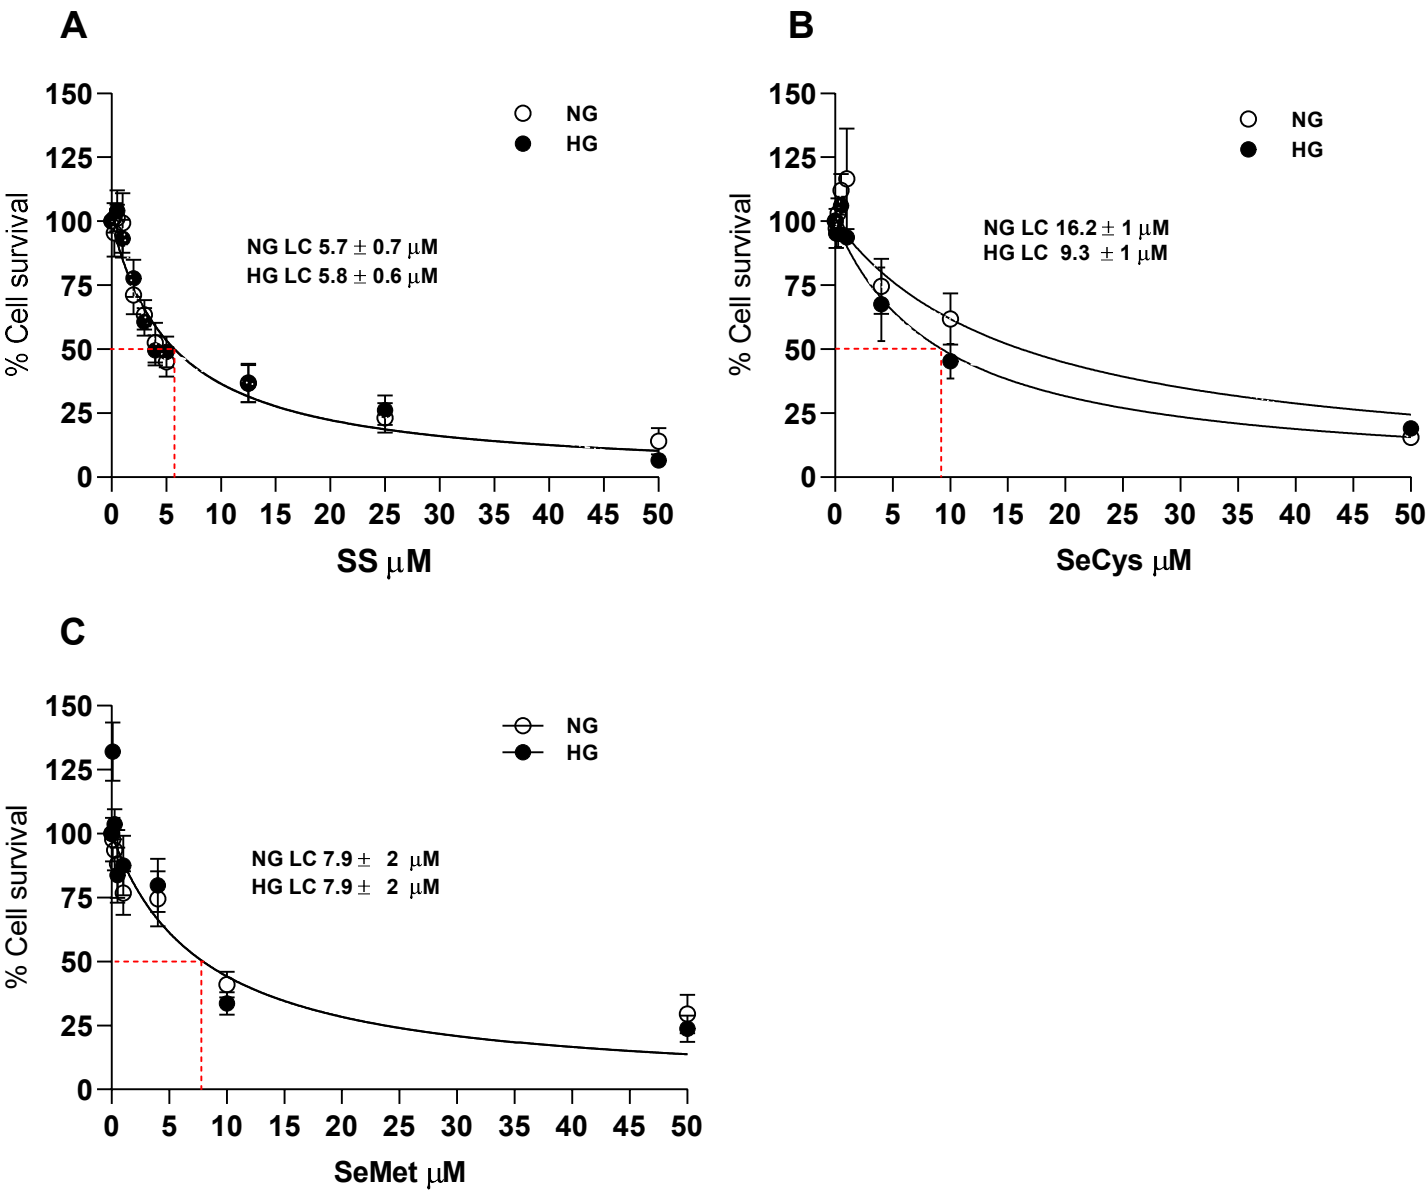 A
150
125
100
75
50
25
0
% Cell survival
NG
HG
NG LC 5.7 ± 0.7 μM
HG LC 5.8 ± 0.6 μM
0 5 10 15 20 25 30 35 40 45 50
SS μM
B
150
125
100
75
50
25
0
% Cell survival
NG
HG
NG LC 16.2 ± 1 μM
HG LC 9.3 ± 1 μM
0 5 10 15 20 25 30 35 40 45 50
SeCys μM
C
150
125
100
75
50
25
0
% Cell survival
NG
HG
NG LC 7.9 ± 2 μM
HG LC 7.9 ± 2 μM
0 5 10 15 20 25 30 35 40 45 50
SeMet μM